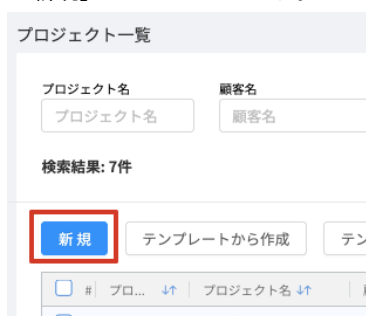 プロジェクト一覧
プロジェクト名 顧客名
プロジェクト名 顧客名
検索結果: 7件
新規 テンプレートから作成 テン
# プロ... ↓↑ プロジェクト名 ↓↑